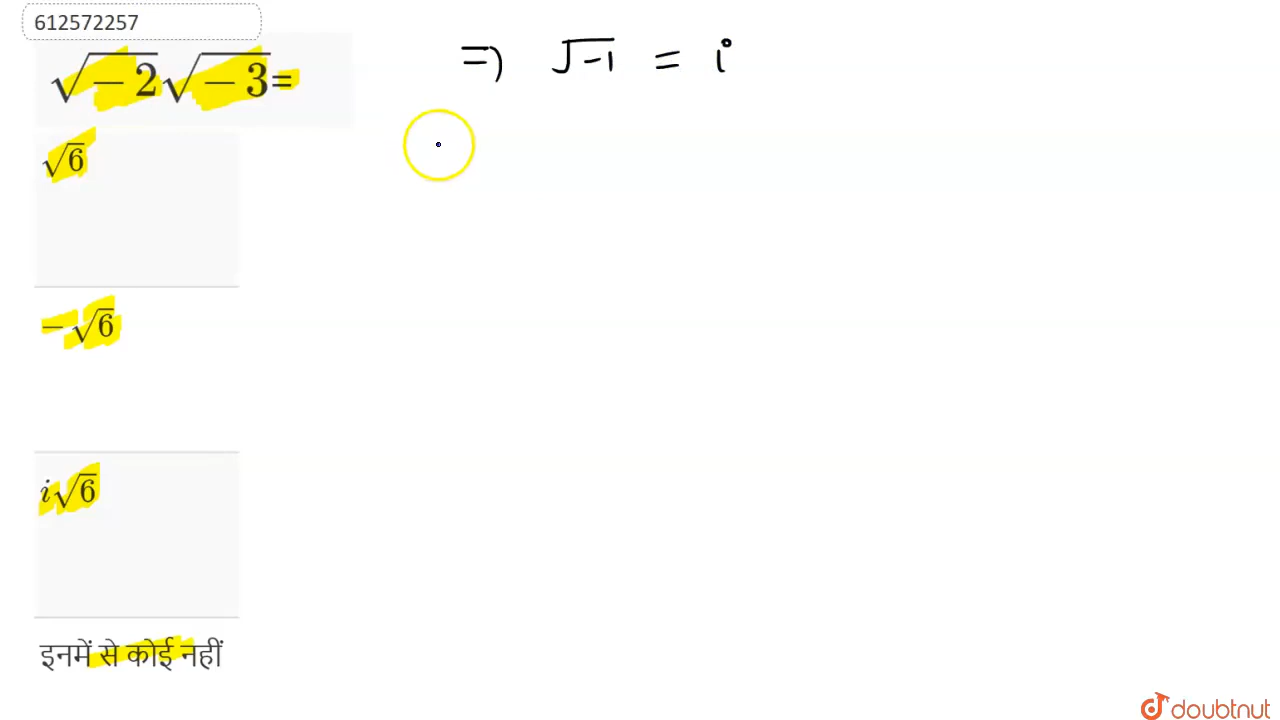 612572257
√-2√-3=
⇒ √-1 = i
√6
-√6
i√6
इनमें से कोई नहीं
doubtnut